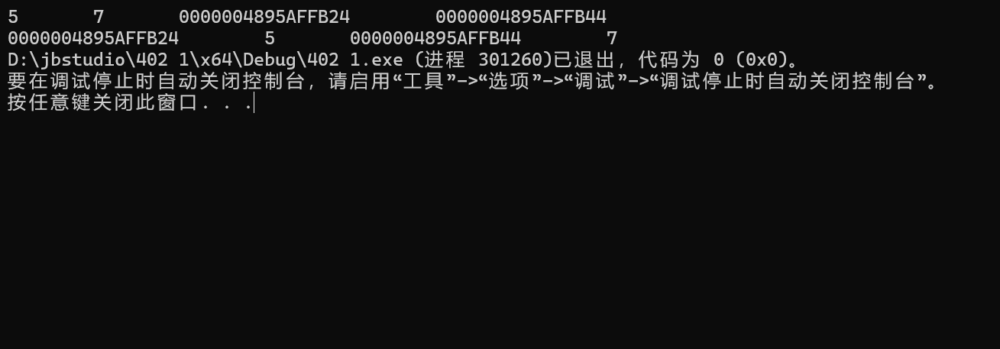 5       7       0000004895AFFB24        0000004895AFFB44
0000004895AFFB24        5       0000004895AFFB44        7
D:\jbstudio\402 1\x64\Debug\402 1.exe (进程 301260)已退出，代码为 0 (0x0)。
要在调试停止时自动关闭控制台，请启用“工具”->“选项”->“调试”->“调试停止时自动关闭控制台”。
按任意键关闭此窗口. . .